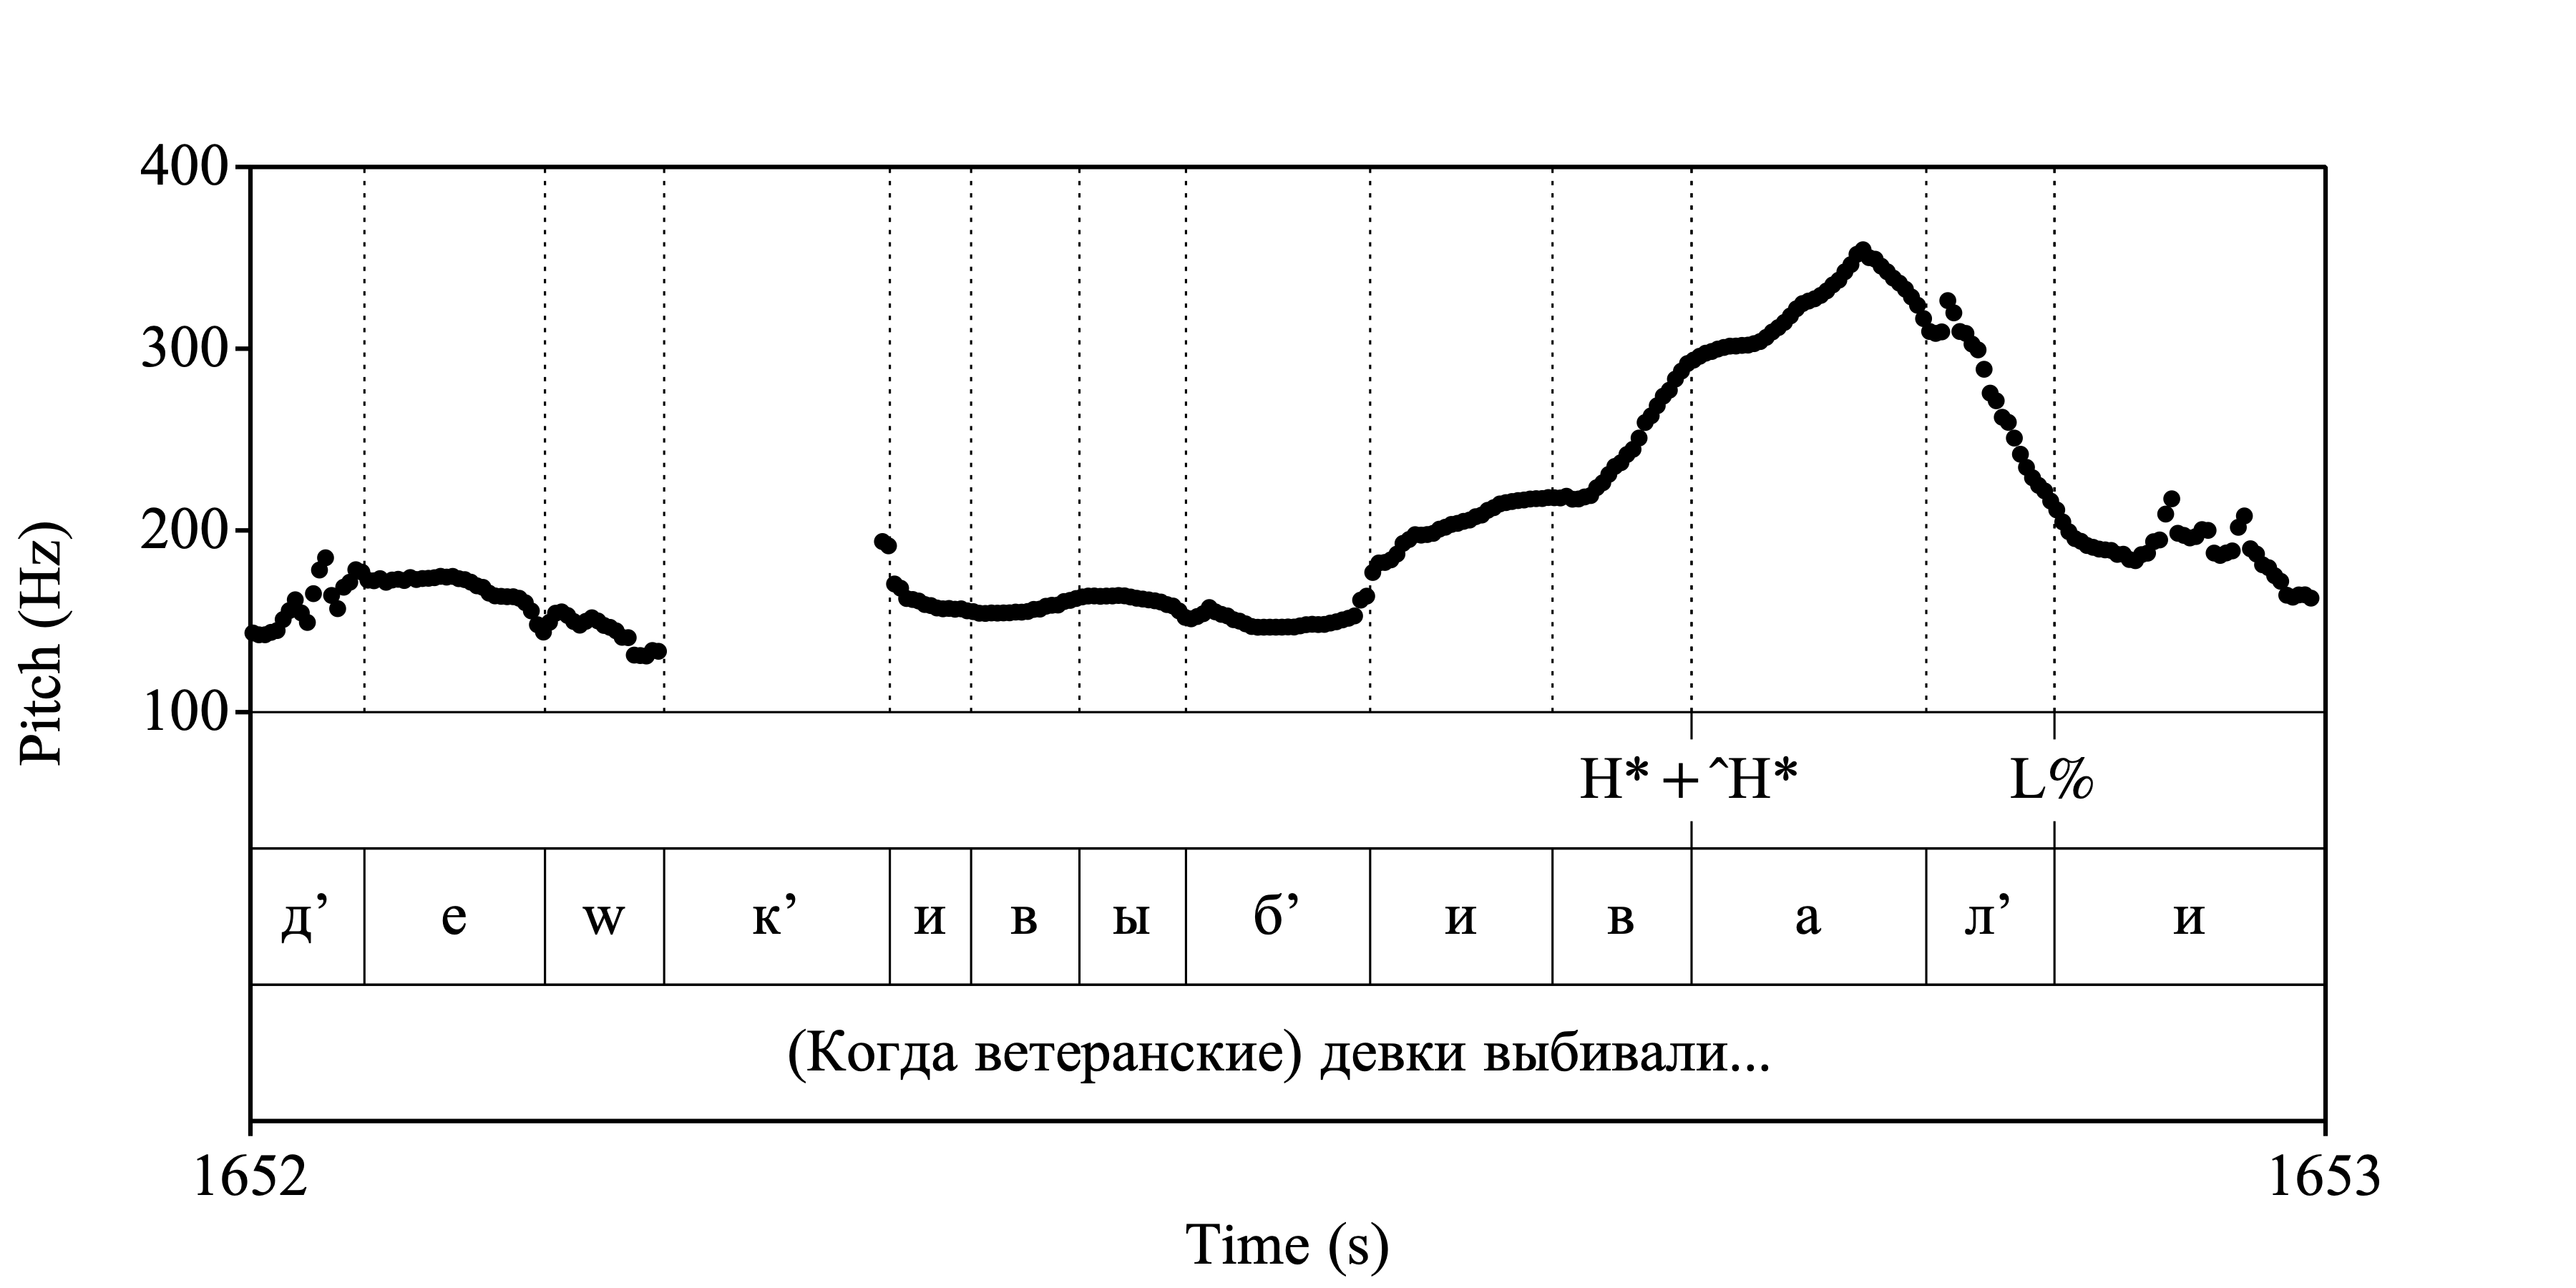 400
300
200
100
Pitch (Hz)
H* + ˆH* L%
д’ е w к’ и в ы б’ и в а л’ и
(Когда ветеранские) девки выбивали...
1652 1653
Time (s)